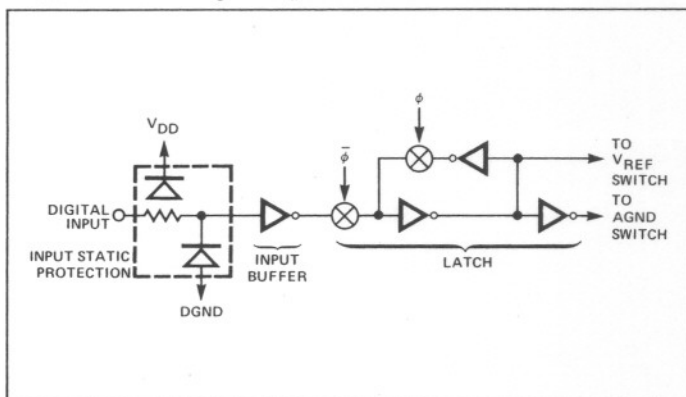 ϕ
V_DD
ϕ̅
TO
V_REF
SWITCH
DIGITAL
INPUT
TO
AGND
SWITCH
INPUT STATIC
PROTECTION
INPUT
BUFFER
LATCH
DGND